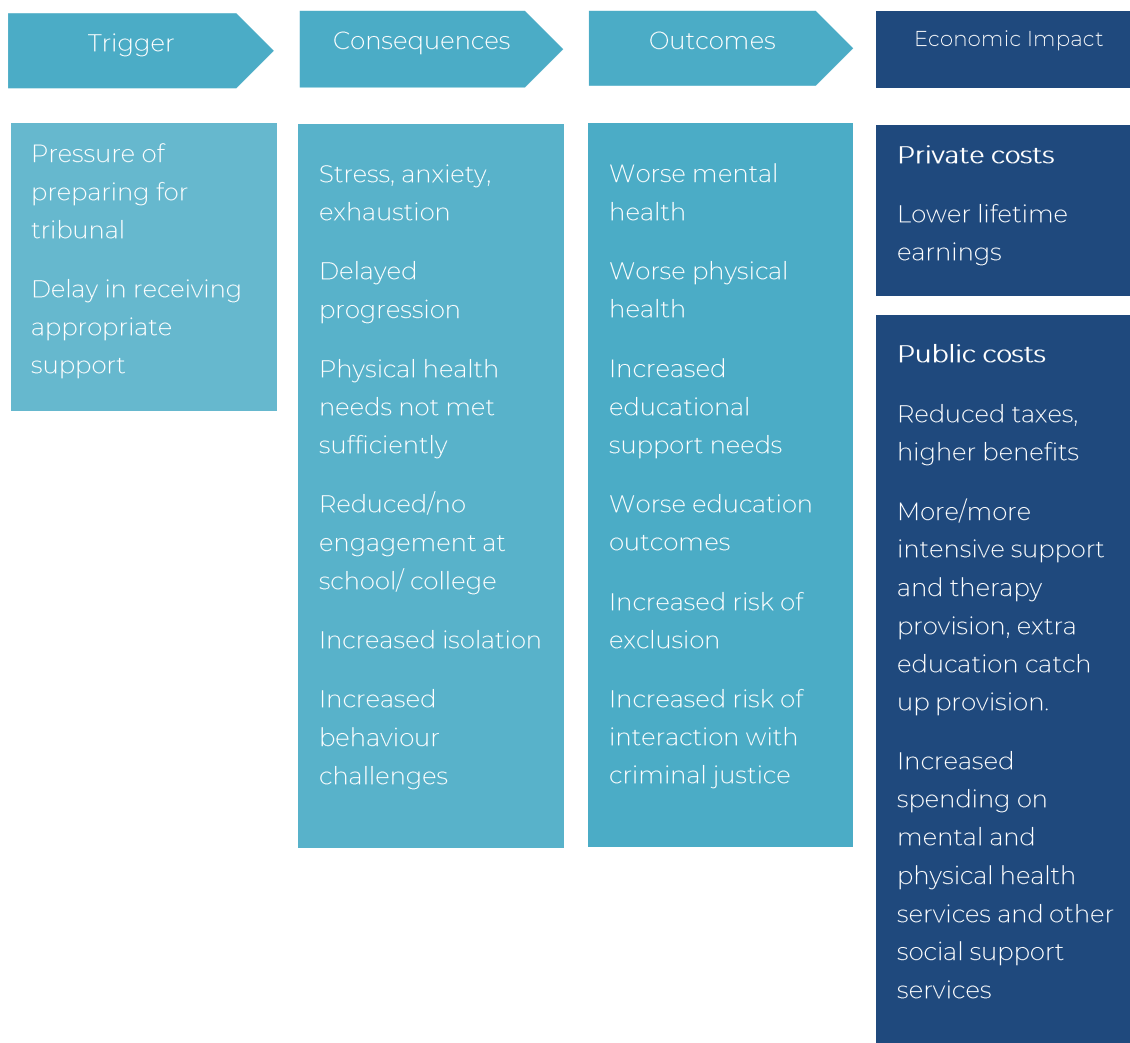 Trigger
Consequences
Outcomes
Economic Impact
Pressure of
preparing for
tribunal
Delay in receiving
appropriate
support
Stress, anxiety,
exhaustion
Delayed
progression
Physical health
needs not met
sufficiently
Reduced/no
engagement at
school/ college
Increased isolation
Increased
behaviour
challenges
Worse mental
health
Worse physical
health
Increased
educational
support needs
Worse education
outcomes
Increased risk of
exclusion
Increased risk of
interaction with
criminal justice
Private costs
Lower lifetime
earnings
Public costs
Reduced taxes,
higher benefits
More/more
intensive support
and therapy
provision, extra
education catch
up provision.
Increased
spending on
mental and
physical health
services and other
social support
services